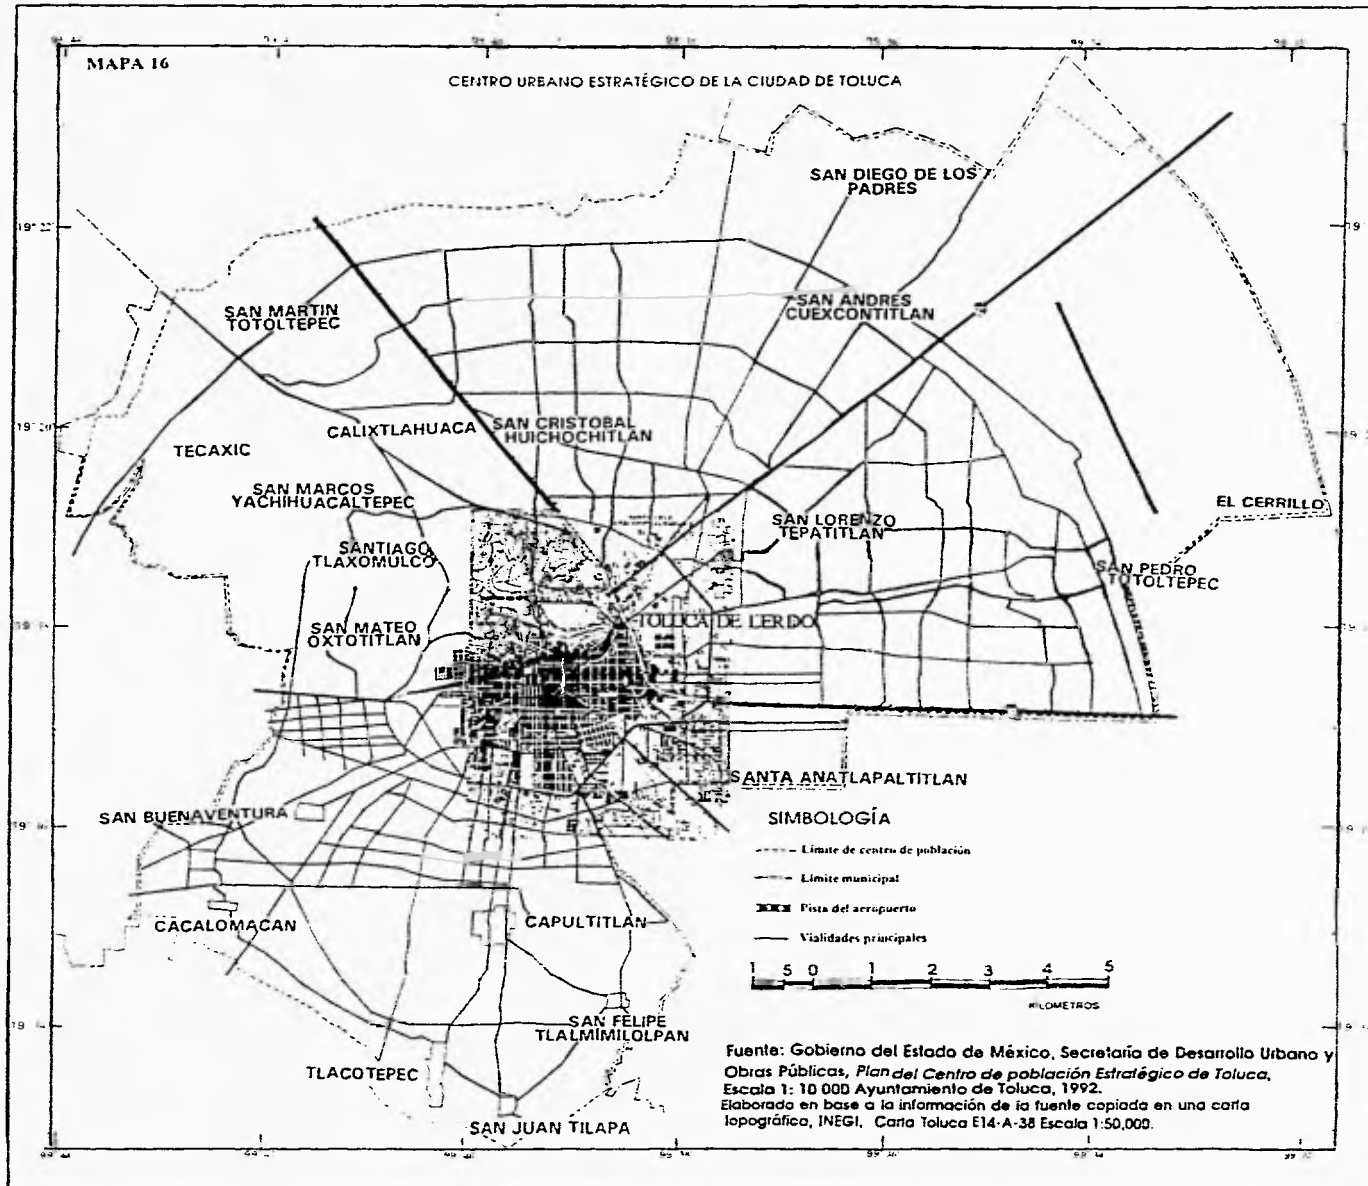 MAPA 16
CENTRO URBANO ESTRATÉGICO DE LA CIUDAD DE TOLUCA
SAN DIEGO DE LOS
PADRES
19° 22'
SAN MARTIN
TOTOLTEPEC
SAN ANDRES
CUEXCONTITLAN
CALIXTLAHUACA
SAN CRISTOBAL
HUICHOCHITLAN
TECAXIC
SAN MARCOS
YACHIHUACALTEPEC
EL CERRILLO
SAN LORENZO
TEPATITLAN
SANTIAGO
TLAXOMULCO
SAN PEDRO
TOTOLTEPEC
SAN MATEO
OXTOTITLAN
TOLUCA DE LERDO
SANTA ANATLAPALTITLAN
SAN BUENAVENTURA
SIMBOLOGÍA
Límite de centro de población
Límite municipal
Pista del aeropuerto
Vialidades principales
CACALOMACAN
CAPULTITLAN
1 5 0 1 2 3 4 5
KILOMETROS
SAN FELIPE
TLALMIMILOLPAN
TLACOTEPEC
SAN JUAN TILAPA
Fuente: Gobierno del Estado de México, Secretaría de Desarrollo Urbano y
Obras Públicas, Plan del Centro de población Estratégico de Toluca,
Escala 1: 10 000 Ayuntamiento de Toluca, 1992.
Elaborado en base a la información de la fuente copiada en una carta
topográfica, INEGI, Carta Toluca E14-A-38 Escala 1:50,000.